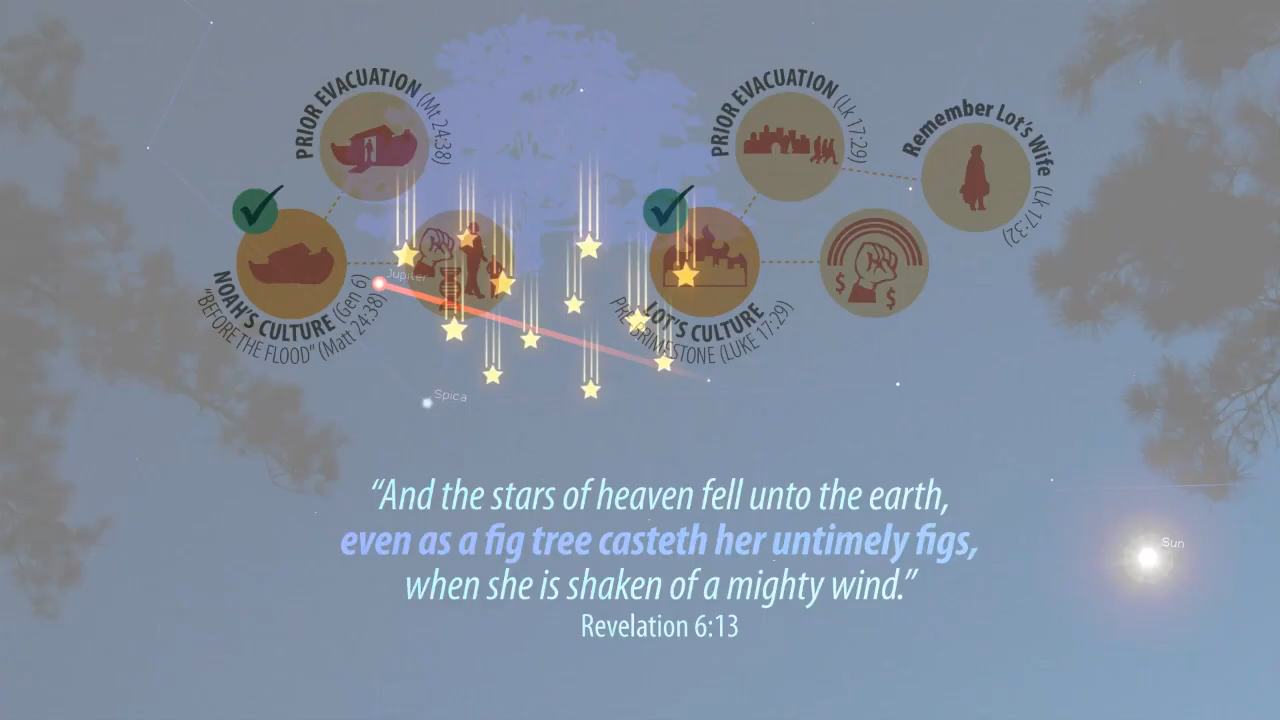 PRIOR EVACUATION (Mt 24:38)
PRIOR EVACUATION (Lk 17:29)
Remember Lot's Wife (Lk 17:32)
Jupiter
NOAH'S CULTURE (Gen 6)
"BEFORE THE FLOOD" (Matt 24:38)
$ $
LOT'S CULTURE
PRE-BRIMESTONE (LUKE 17:29)
Spica
“And the stars of heaven fell unto the earth,
even as a fig tree casteth her untimely figs,
when she is shaken of a mighty wind.”
Revelation 6:13
Sun